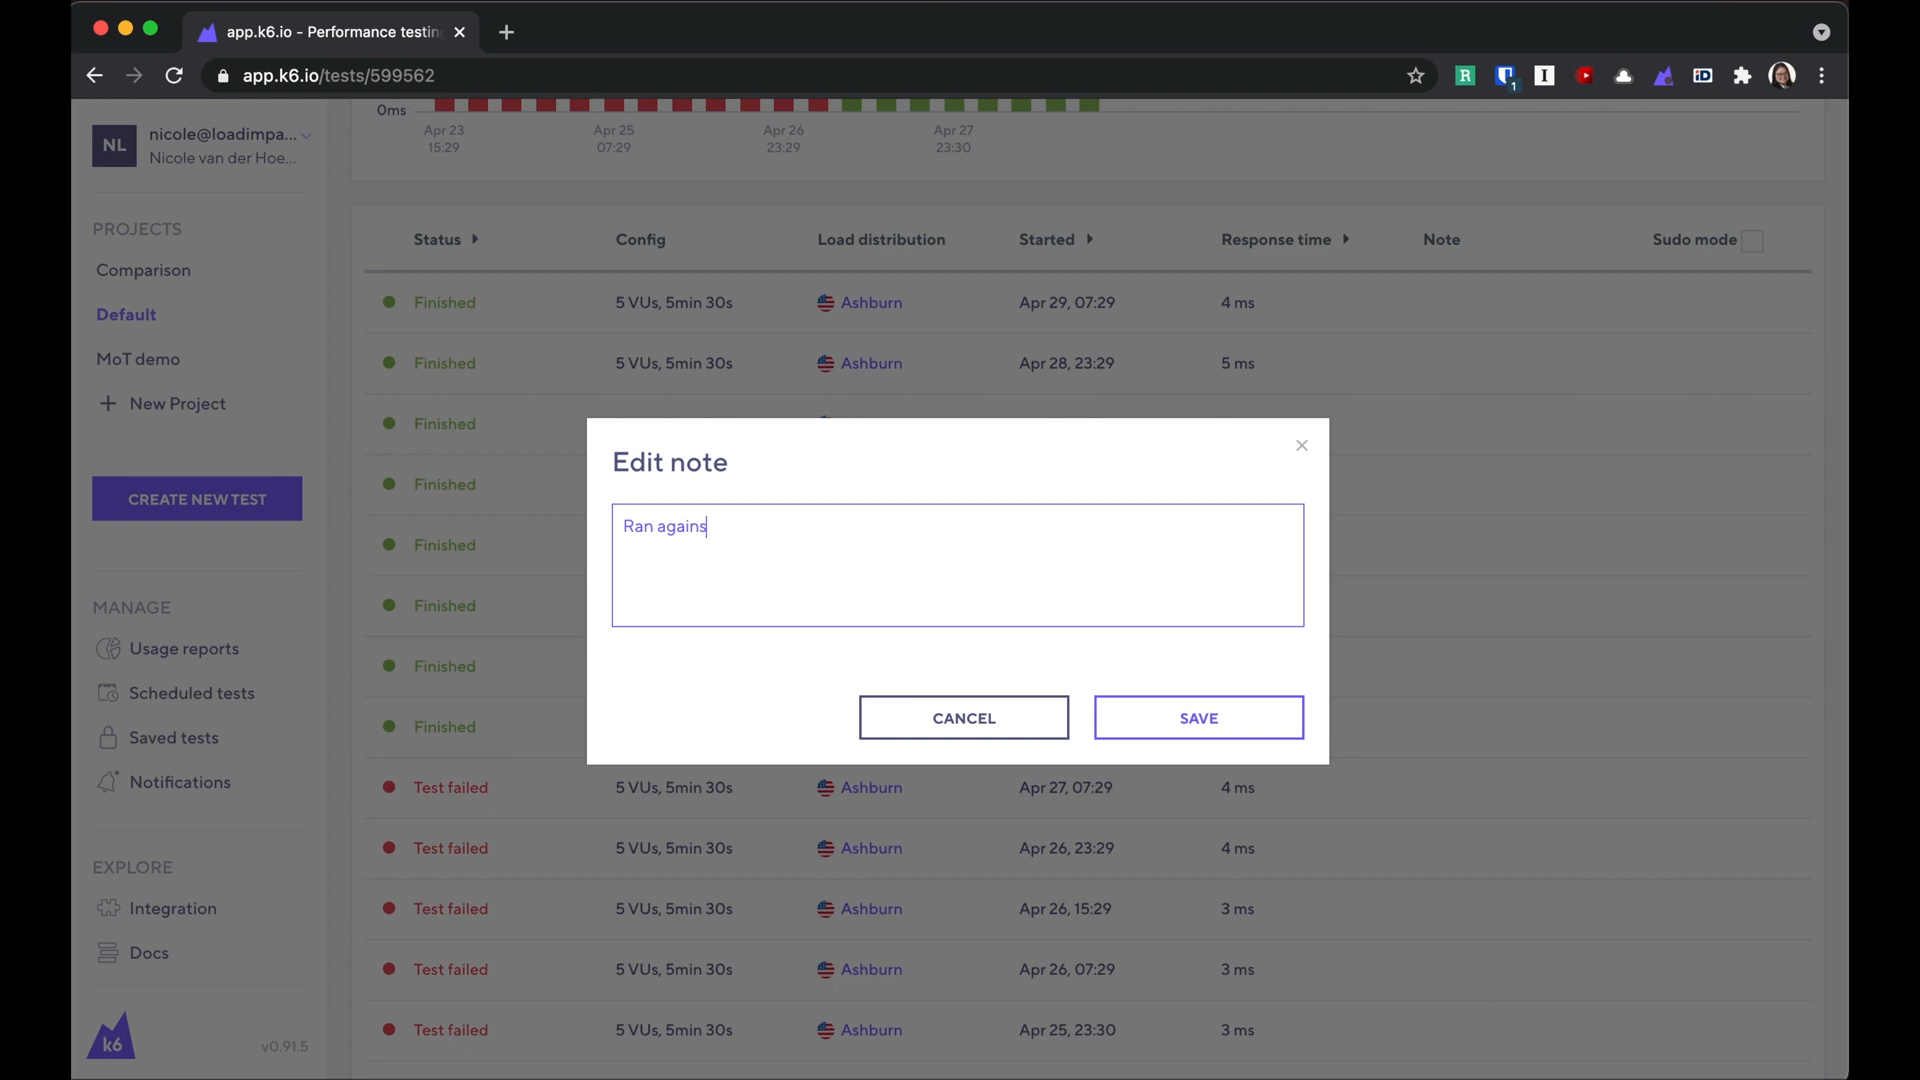 app.k6.io - Performance testin
app.k6.io/tests/599562
R
1
I
iD
0ms
Apr 23
15:29
Apr 25
07:29
Apr 26
23:29
Apr 27
23:30
NL
nicole@loadimpa...
Nicole van der Hoe...
PROJECTS
Comparison
Default
MoT demo
New Project
CREATE NEW TEST
MANAGE
Usage reports
Scheduled tests
Saved tests
Notifications
EXPLORE
Integration
Docs
k6
v0.91.5
Status Config Load distribution Started Response time Note Sudo mode
Finished 5 VUs, 5min 30s Ashburn Apr 29, 07:29 4 ms
Finished 5 VUs, 5min 30s Ashburn Apr 28, 23:29 5 ms
Finished
Finished
Finished
Finished
Finished
Finished
Edit note
Ran agains
CANCEL
SAVE
Test failed 5 VUs, 5min 30s Ashburn Apr 27, 07:29 4 ms
Test failed 5 VUs, 5min 30s Ashburn Apr 26, 23:29 4 ms
Test failed 5 VUs, 5min 30s Ashburn Apr 26, 15:29 3 ms
Test failed 5 VUs, 5min 30s Ashburn Apr 26, 07:29 3 ms
Test failed 5 VUs, 5min 30s Ashburn Apr 25, 23:30 3 ms